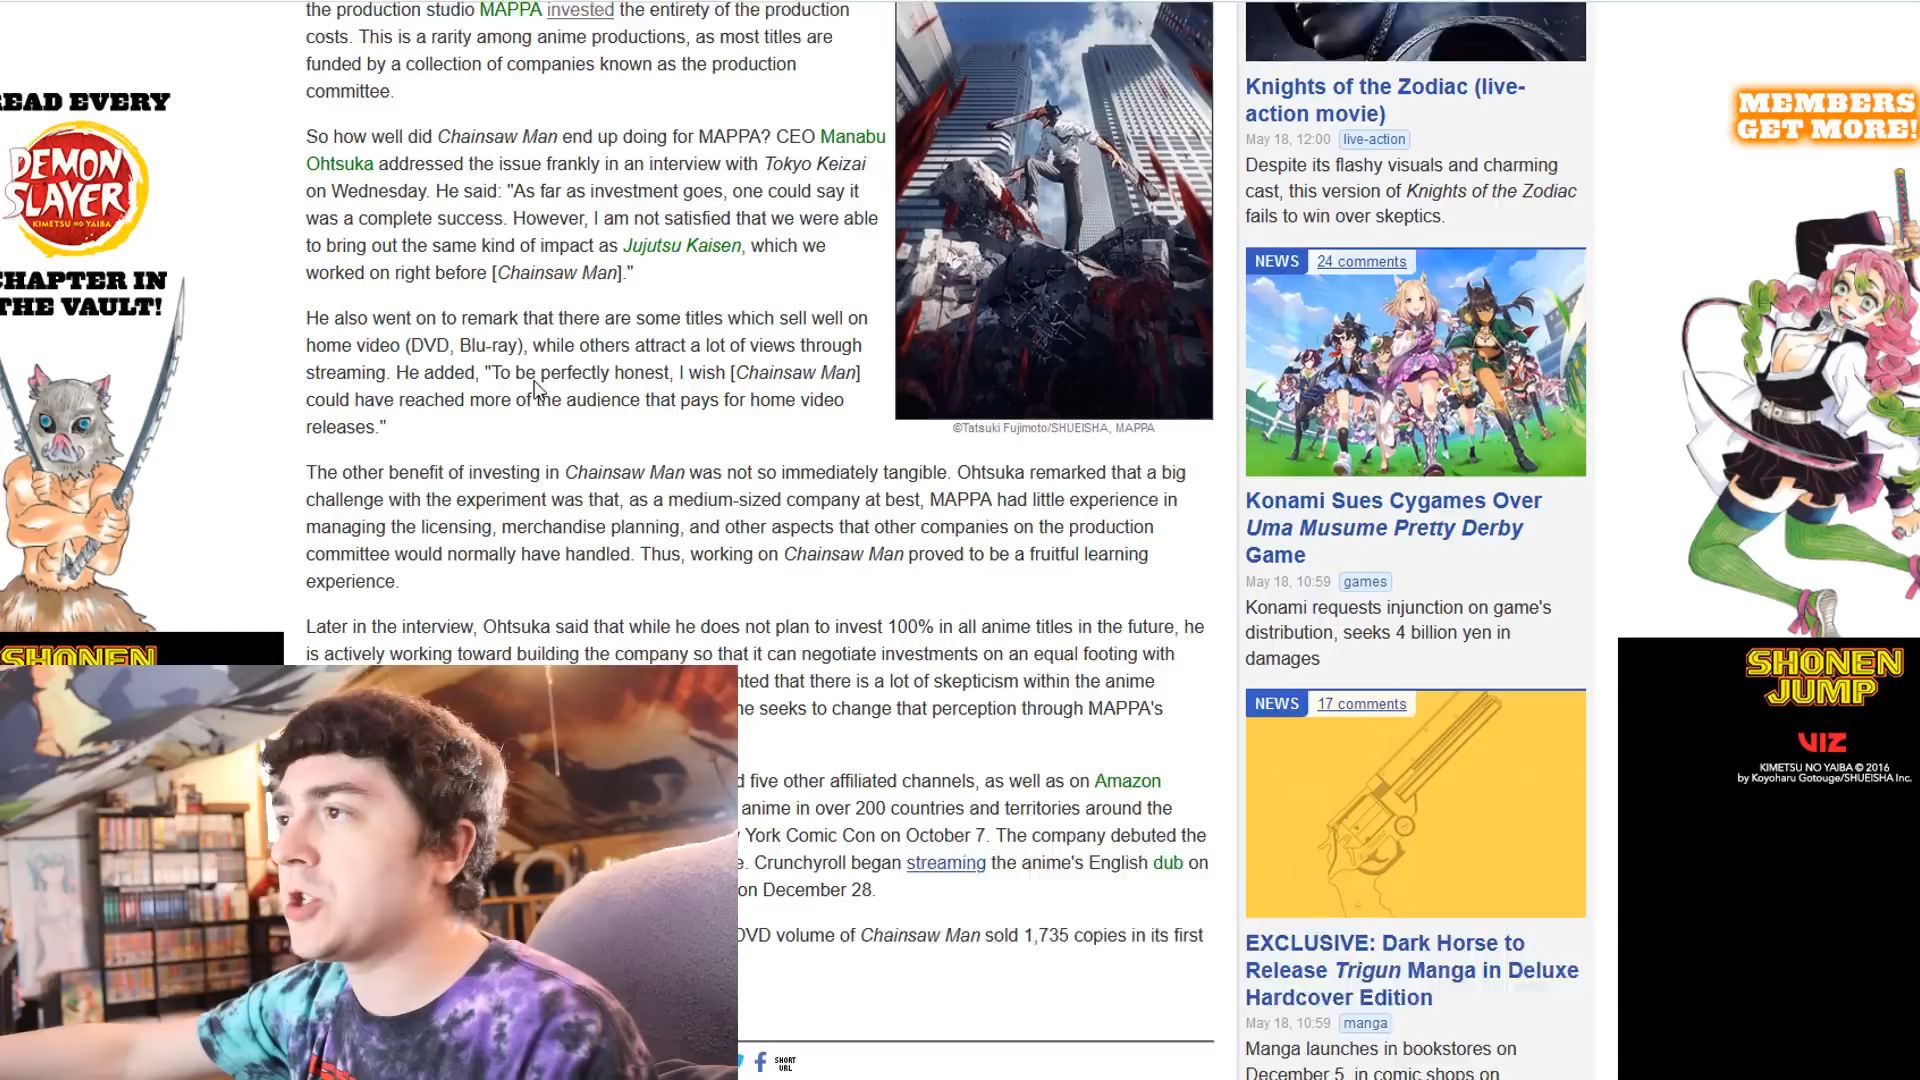 the production studio MAPPA invested the entirety of the production
costs. This is a rarity among anime productions, as most titles are
funded by a collection of companies known as the production
committee.
So how well did Chainsaw Man end up doing for MAPPA? CEO Manabu
Ohtsuka addressed the issue frankly in an interview with Tokyo Keizai
on Wednesday. He said: "As far as investment goes, one could say it
was a complete success. However, I am not satisfied that we were able
to bring out the same kind of impact as Jujutsu Kaisen, which we
worked on right before [Chainsaw Man]."
He also went on to remark that there are some titles which sell well on
home video (DVD, Blu-ray), while others attract a lot of views through
streaming. He added, "To be perfectly honest, I wish [Chainsaw Man]
could have reached more of the audience that pays for home video
releases."
©Tatsuki Fujimoto/SHUEISHA, MAPPA
The other benefit of investing in Chainsaw Man was not so immediately tangible. Ohtsuka remarked that a big
challenge with the experiment was that, as a medium-sized company at best, MAPPA had little experience in
managing the licensing, merchandise planning, and other aspects that other companies on the production
committee would normally have handled. Thus, working on Chainsaw Man proved to be a fruitful learning
experience.
Later in the interview, Ohtsuka said that while he does not plan to invest 100% in all anime titles in the future, he
is actively working toward building the company so that it can negotiate investments on an equal footing with
that there is a lot of skepticism within the anime
he seeks to change that perception through MAPPA's
five other affiliated channels, as well as on Amazon
anime in over 200 countries and territories around the
York Comic Con on October 7. The company debuted the
Crunchyroll began streaming the anime's English dub on
on December 28.
DVD volume of Chainsaw Man sold 1,735 copies in its first
SHORT
URL
READ EVERY
DEMON
SLAYER
KIMETSU NO YAIBA
CHAPTER IN
THE VAULT!
SHONEN
Knights of the Zodiac (live-
action movie)
May 18, 12:00 live-action
Despite its flashy visuals and charming
cast, this version of Knights of the Zodiac
fails to win over skeptics.
NEWS 24 comments
Konami Sues Cygames Over
Uma Musume Pretty Derby
Game
May 18, 10:59 games
Konami requests injunction on game's
distribution, seeks 4 billion yen in
damages
NEWS 17 comments
EXCLUSIVE: Dark Horse to
Release Trigun Manga in Deluxe
Hardcover Edition
May 18, 10:59 manga
Manga launches in bookstores on
December 5, in comic shops on
MEMBERS
GET MORE!
SHONEN
JUMP
VIZ
KIMETSU NO YAIBA © 2016
by Koyoharu Gotouge/SHUEISHA Inc.